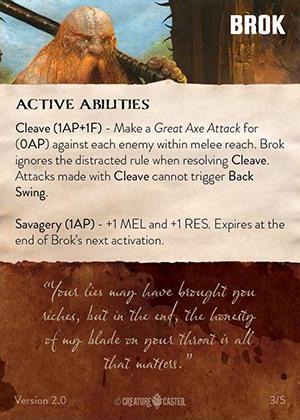 BROK
ACTIVE ABILITIES
Cleave (1AP+1F) - Make a Great Axe Attack for
(0AP) against each enemy within melee reach. Brok
ignores the distracted rule when resolving Cleave.
Attacks made with Cleave cannot trigger Back
Swing.
Savagery (1AP) - +1 MEL and +1 RES. Expires at the
end of Brok's next activation.
"Your lies may have brought you
riches, but in the end, the honesty
of my blade on your throat is all
that matters."
Version 2.0
© CREATURE CASTER
3/5